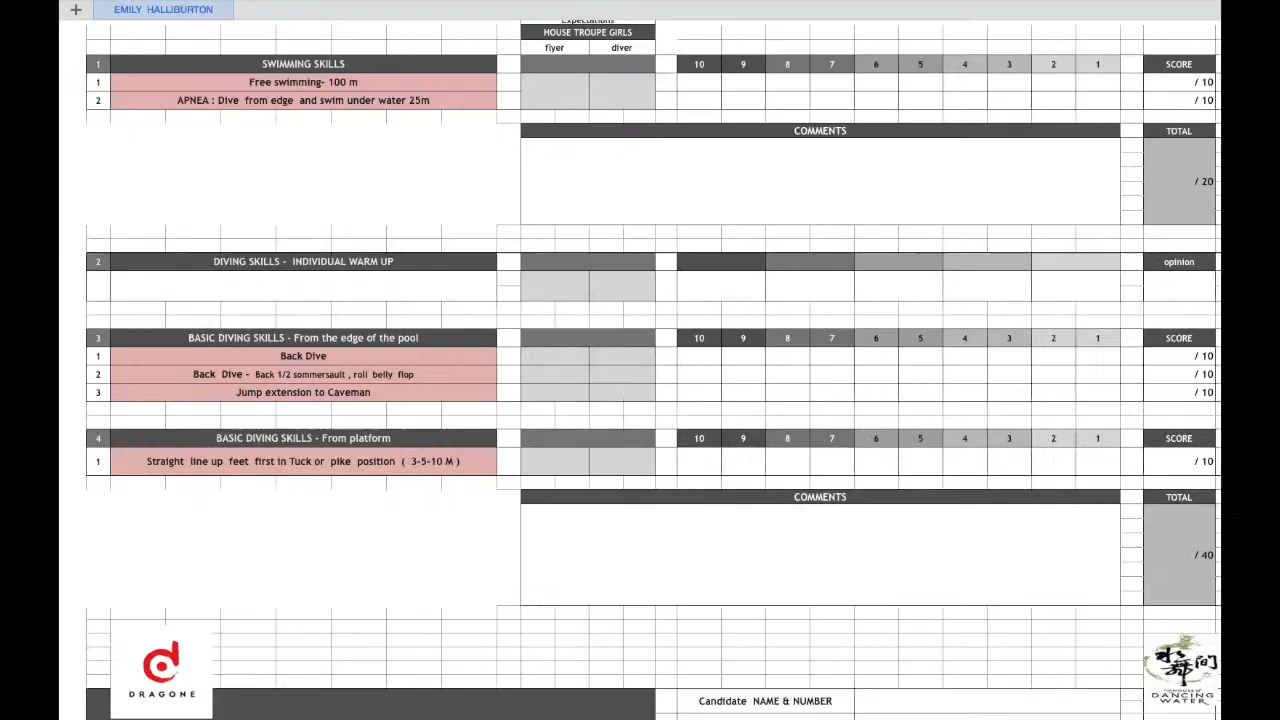 + EMILY HALLIBURTON
Expectations
HOUSE TROUPE GIRLS
flyer diver
1 SWIMMING SKILLS 10 9 8 7 6 5 4 3 2 1 SCORE
1 Free swimming- 100 m / 10
2 APNEA : Dive from edge and swim under water 25m / 10
COMMENTS TOTAL
/ 20
2 DIVING SKILLS - INDIVIDUAL WARM UP opinion
3 BASIC DIVING SKILLS - From the edge of the pool 10 9 8 7 6 5 4 3 2 1 SCORE
1 Back Dive / 10
2 Back Dive - Back 1/2 sommersault , roll belly flop / 10
3 Jump extension to Caveman / 10
4 BASIC DIVING SKILLS - From platform 10 9 8 7 6 5 4 3 2 1 SCORE
1 Straight line up feet first in Tuck or pike position ( 3-5-10 M ) / 10
COMMENTS TOTAL
/ 40
DRAGONE
水舞間
THE HOUSE OF
DANCING
WATER
Candidate NAME & NUMBER